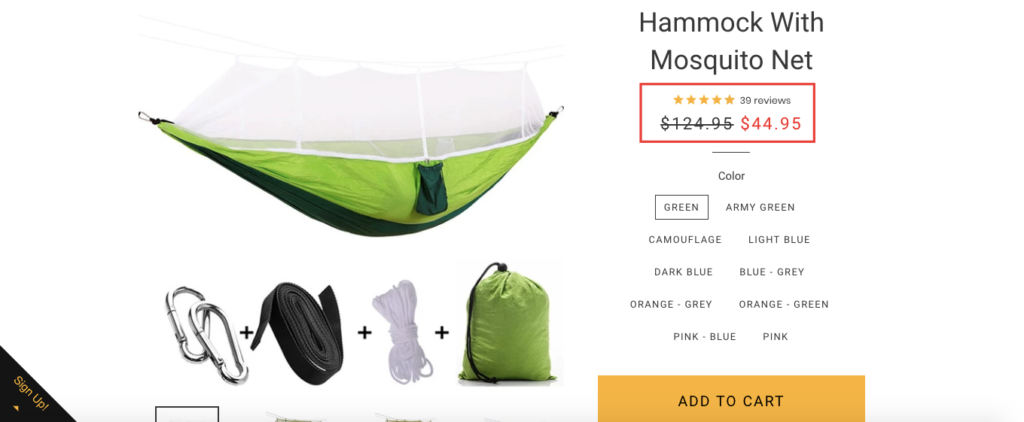 Hammock With
Mosquito Net
39 reviews
$124.95 $44.95
Color
GREEN ARMY GREEN
CAMOUFLAGE LIGHT BLUE
DARK BLUE BLUE - GREY
ORANGE - GREY ORANGE - GREEN
PINK - BLUE PINK
ADD TO CART
Sign Up!